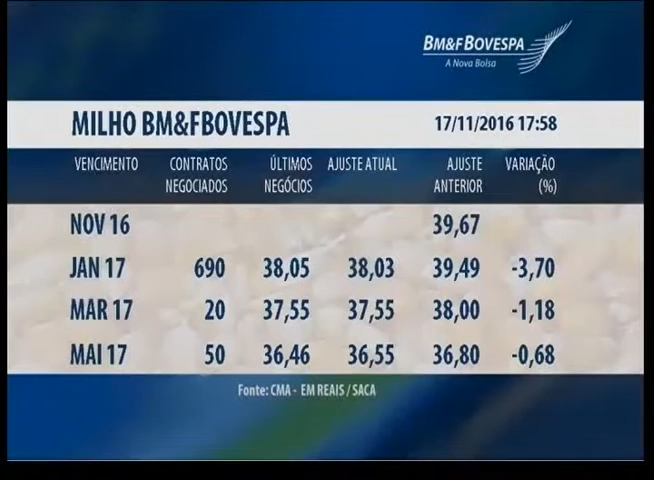 BM&FBOVESPA
A Nova Bolsa
MILHO BM&FBOVESPA 17/11/2016 17:58
VENCIMENTO CONTRATOS ÚLTIMOS AJUSTE ATUAL AJUSTE VARIAÇÃO
NEGOCIADOS NEGÓCIOS ANTERIOR (%)
NOV 16 39,67
JAN 17 690 38,05 38,03 39,49 -3,70
MAR 17 20 37,55 37,55 38,00 -1,18
MAI 17 50 36,46 36,55 36,80 -0,68
Fonte: CMA - EM REAIS / SACA